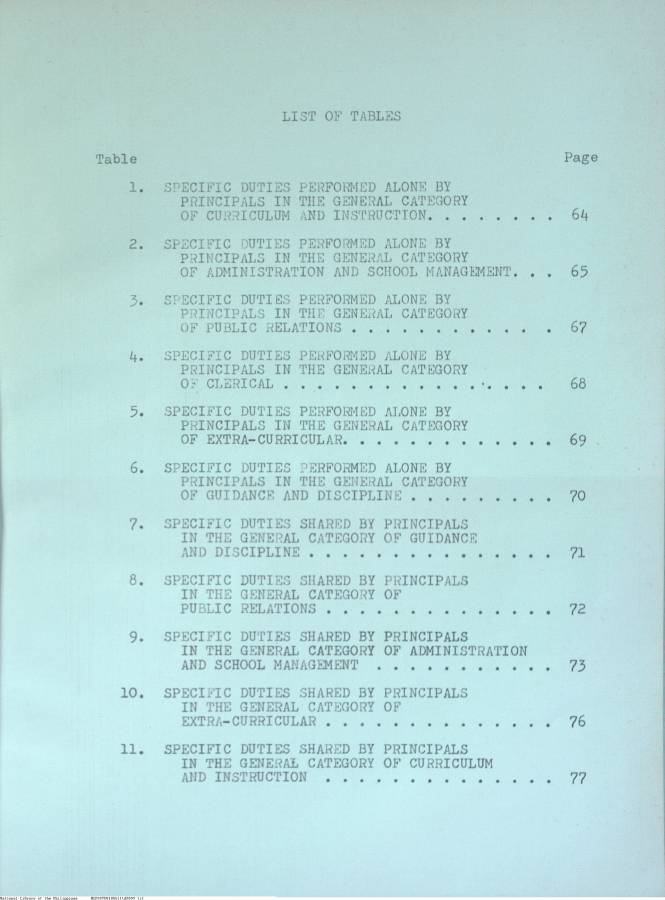 LIST OF TABLES
Table Page
1. SPECIFIC DUTIES PERFORMED ALONE BY
PRINCIPALS IN THE GENERAL CATEGORY
OF CURRICULUM AND INSTRUCTION. . . . . . . . 64
2. SPECIFIC DUTIES PERFORMED ALONE BY
PRINCIPALS IN THE GENERAL CATEGORY
OF ADMINISTRATION AND SCHOOL MANAGEMENT. . . 65
3. SPECIFIC DUTIES PERFORMED ALONE BY
PRINCIPALS IN THE GENERAL CATEGORY
OF PUBLIC RELATIONS . . . . . . . . . . . . 67
4. SPECIFIC DUTIES PERFORMED ALONE BY
PRINCIPALS IN THE GENERAL CATEGORY
OF CLERICAL . . . . . . . . . . . . . . . . 68
5. SPECIFIC DUTIES PERFORMED ALONE BY
PRINCIPALS IN THE GENERAL CATEGORY
OF EXTRA-CURRICULAR. . . . . . . . . . . . . 69
6. SPECIFIC DUTIES PERFORMED ALONE BY
PRINCIPALS IN THE GENERAL CATEGORY
OF GUIDANCE AND DISCIPLINE . . . . . . . . . 70
7. SPECIFIC DUTIES SHARED BY PRINCIPALS
IN THE GENERAL CATEGORY OF GUIDANCE
AND DISCIPLINE . . . . . . . . . . . . . . . 71
8. SPECIFIC DUTIES SHARED BY PRINCIPALS
IN THE GENERAL CATEGORY OF
PUBLIC RELATIONS . . . . . . . . . . . . . . 72
9. SPECIFIC DUTIES SHARED BY PRINCIPALS
IN THE GENERAL CATEGORY OF ADMINISTRATION
AND SCHOOL MANAGEMENT . . . . . . . . . . . 73
10. SPECIFIC DUTIES SHARED BY PRINCIPALS
IN THE GENERAL CATEGORY OF
EXTRA-CURRICULAR . . . . . . . . . . . . . . 76
11. SPECIFIC DUTIES SHARED BY PRINCIPALS
IN THE GENERAL CATEGORY OF CURRICULUM
AND INSTRUCTION . . . . . . . . . . . . . . 77
National Library of the Philippines